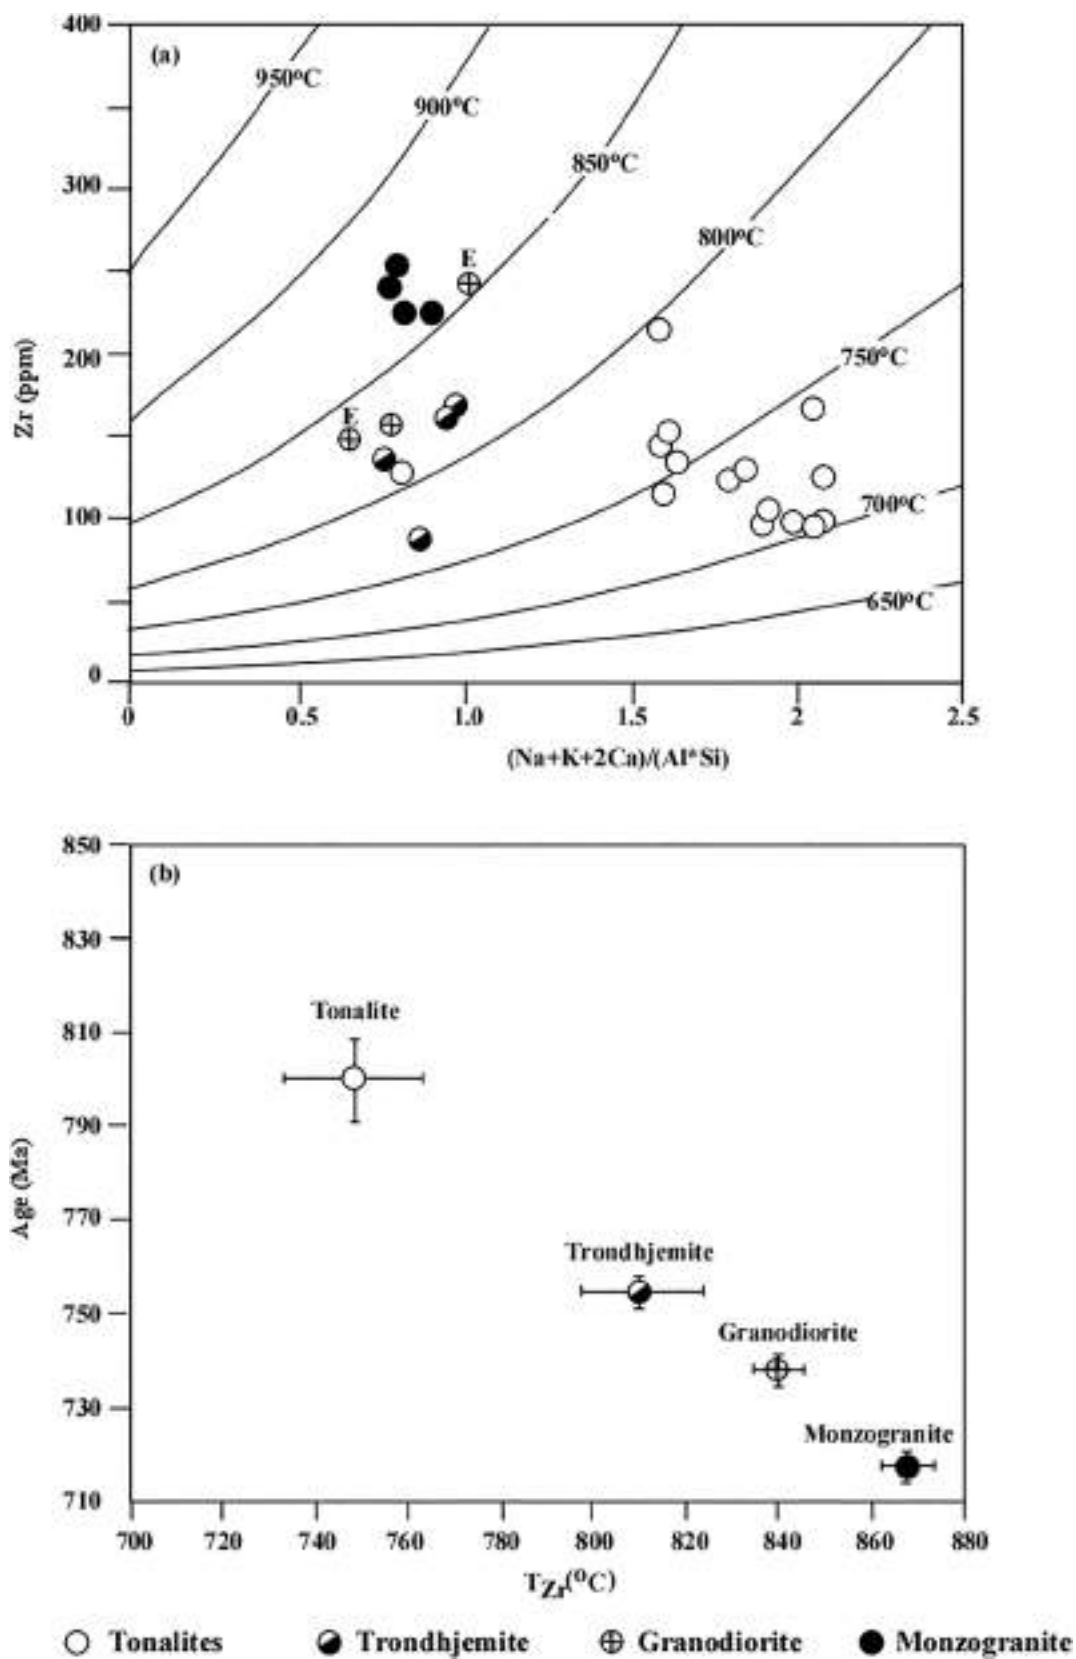 400
(a)
950°C
900°C
850°C
300
800°C
E
750°C
200
Zr (ppm)
E
700°C
100
650°C
0
0 0.5 1.0 1.5 2 2.5
(Na+K+2Ca)/(Al*Si)
850
(b)
830
Tonalite
810
790
Age (Ma)
770
Trondhjemite
750
Granodiorite
730
Monzogranite
710
700 720 740 760 780 800 820 840 860 880
TZr(°C)
Tonalites Trondhjemite Granodiorite Monzogranite